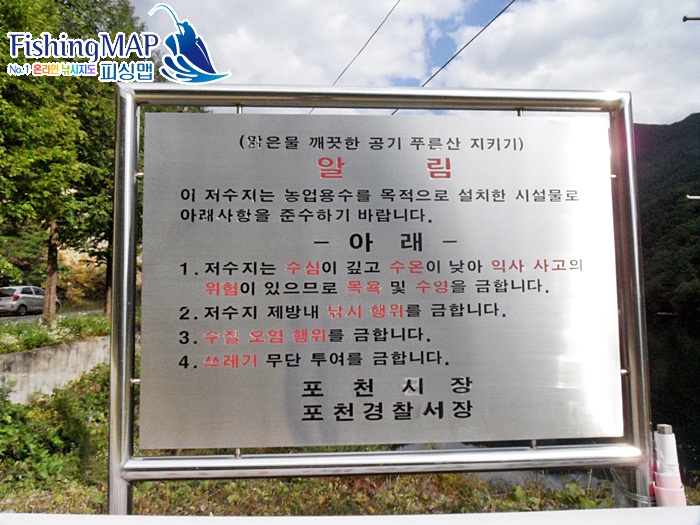 FishingMAP
No.1 온라인 낚시지도 피싱맵
(맑은물 깨끗한 공기 푸른산 지키기)
알 림
이 저수지는 농업용수를 목적으로 설치한 시설물로
아래사항을 준수하기 바랍니다.
- 아 래 -
1. 저수지는 수심이 깊고 수온이 낮아 익사 사고의
위험이 있으므로 목욕 및 수영을 금합니다.
2. 저수지 제방내 낚시 행위를 금합니다.
3. 수질 오염 행위를 금합니다.
4. 쓰레기 무단 투여를 금합니다.
포 천 시 장
포천경찰서장